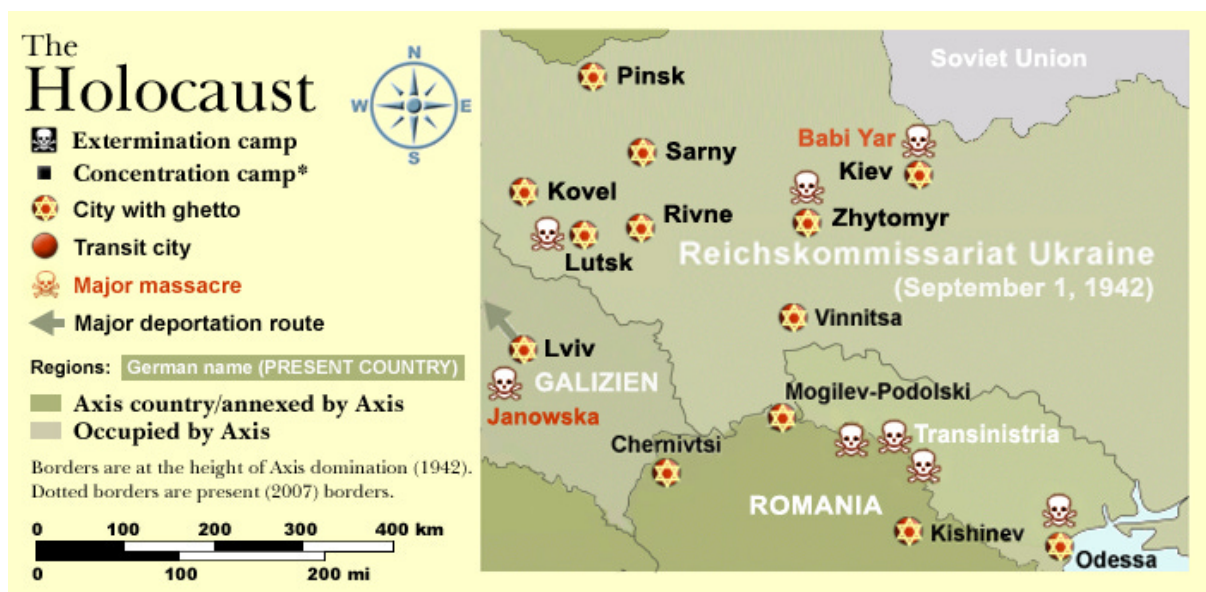 The
Holocaust
Extermination camp
Concentration camp*
City with ghetto
Transit city
Major massacre
Major deportation route
Regions: German name (PRESENT COUNTRY)
Axis country/annexed by Axis
Occupied by Axis
Borders are at the height of Axis domination (1942).
Dotted borders are present (2007) borders.
0 100 200 300 400 km
0 100 200 mi
N
W E
S
Soviet Union
Pinsk
Babi Yar
Sarny
Kiev
Kovel
Rivne
Zhytomyr
Lutsk
Reichskommissariat Ukraine
(September 1, 1942)
Vinnitsa
Lviv
GALIZIEN
Janowska
Mogilev-Podolski
Chernivtsi
Transinistria
ROMANIA
Kishinev
Odessa